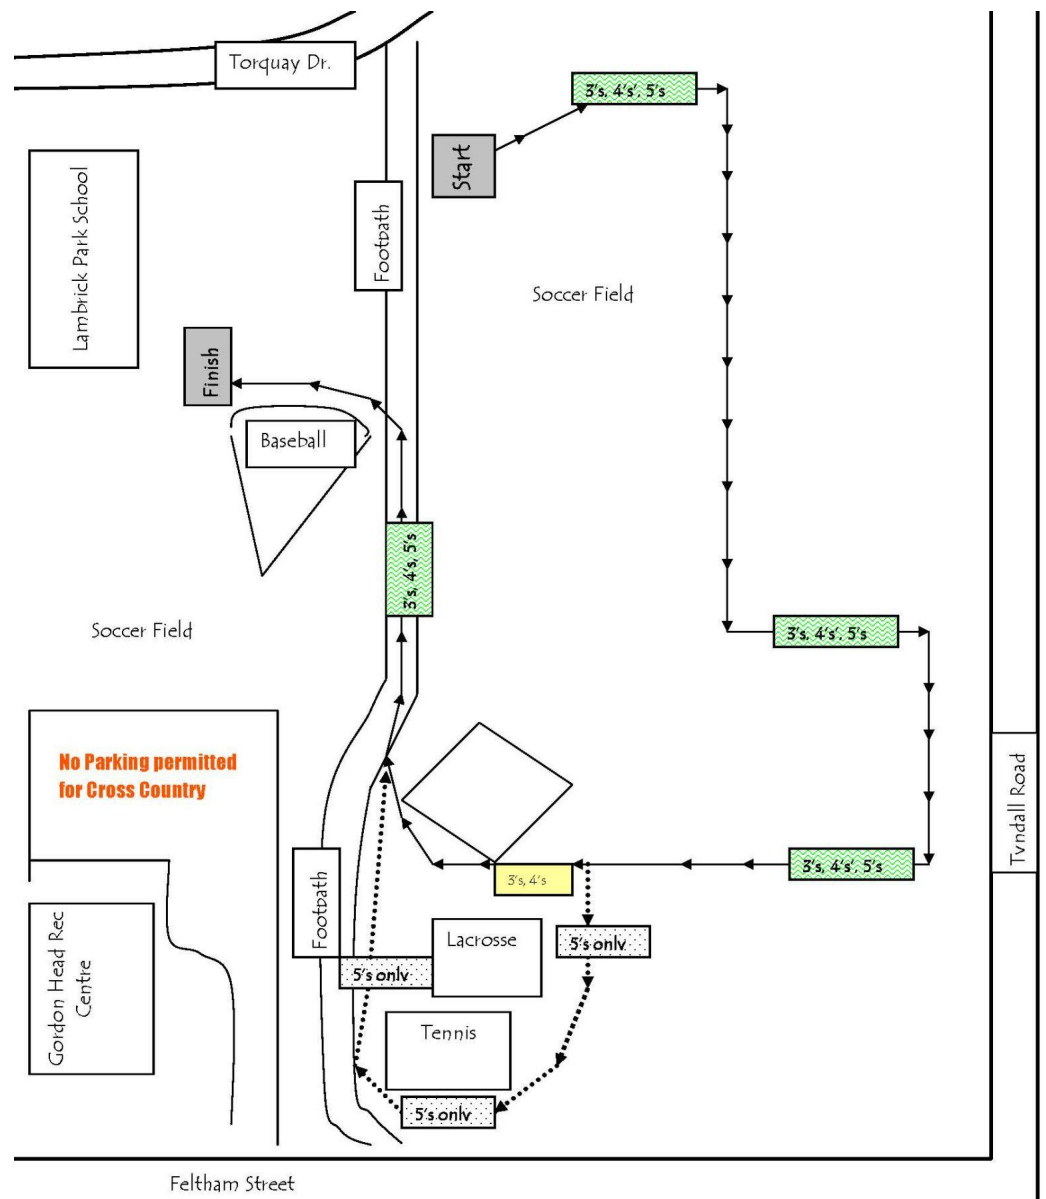 Torquay Dr.
3's, 4's', 5's
Start
Footpath
Lambrick Park School
Soccer Field
Finish
Baseball
3's, 4's, 5's
Soccer Field
3's, 4's', 5's
No Parking permitted
for Cross Country
Tyndall Road
3's, 4's', 5's
3's, 4's
Footpath
Lacrosse
5's only
5's only
Gordon Head Rec
Centre
Tennis
5's only
Feltham Street